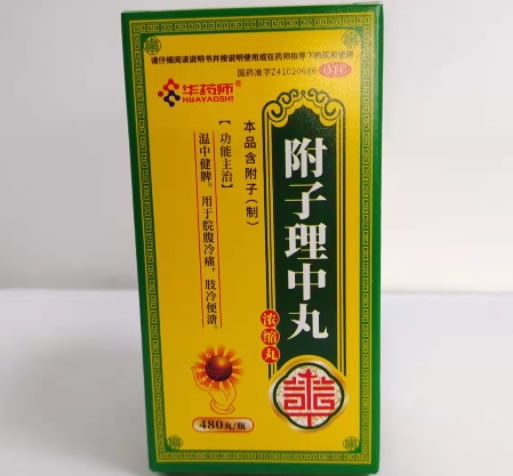 请仔细阅读说明书并按说明使用或在药师指导下购买和使用
国药准字Z41020689
OTC
华药师®
HUAYAOSHI
附子理中丸
浓缩丸
本品含附子(制)
【功能主治】
温中健脾。用于脘腹冷痛，肢冷便溏。
480丸/瓶